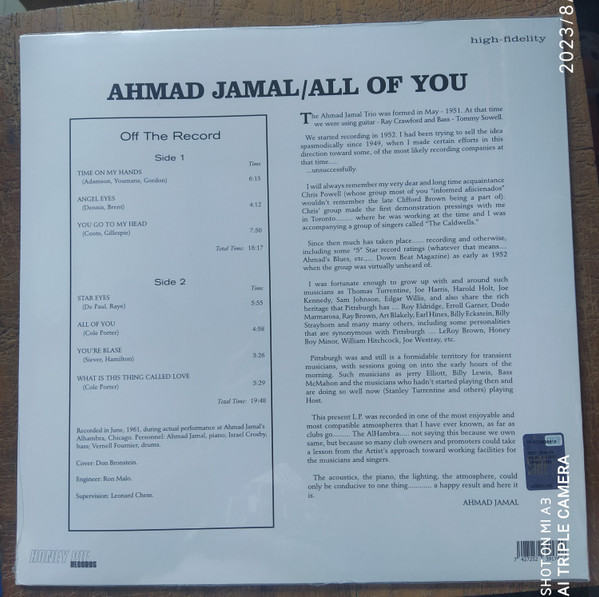 high-fidelity
2023/8.
AHMAD JAMAL/ALL OF YOU
Off The Record
Side 1
Time
TIME ON MY HANDS
(Adamson, Youmans, Gordon) 6:15
ANGEL EYES
(Dennis, Brent) 4:12
YOU GO TO MY HEAD
(Coots, Gillespie) 7:50
Total Time: 18:17
Side 2
Time
STAR EYES
(De Paul, Raye) 5:55
ALL OF YOU
(Cole Porter) 4:58
YOU'RE BLASE
(Siever, Hamilton) 5:26
WHAT IS THIS THING CALLED LOVE
(Cole Porter) 3:29
Total Time: 19:48
Recorded in June, 1961, during actual performance at Ahmad Jamal's
Alhambra, Chicago. Personnel: Ahmad Jamal, piano; Israel Crosby,
bass; Vernell Fournier, drums.
Cover: Don Bronstein.
Engineer: Ron Malo.
Supervision: Leonard Chess.
The Ahmad Jamal Trio was formed in May - 1951. At that time
we were using guitar - Ray Crawford and Bass - Tommy Sowell.
We started recording in 1952. I had been trying to sell the idea
spasmodically since 1949, when I made certain efforts in this
direction toward some, of the most likely recording companies at
that time....
...unsuccessfully.
I will always remember my very dear and long time acquaintance
Chris Powell (whose group most of you "informed aficienados"
wouldn't remember the late Clifford Brown being a part of).
Chris' group made the first demonstration pressings with me
in Toronto........ where he was working at the time and I was
accompanying a group of singers called "The Caldwells."
Since then much has taken place...... recording and otherwise,
including some "5" Star record ratings (whatever that means....
Ahmad's Blues, etc.,... Down Beat Magazine) as early as 1952
when the group was virtually unheard of.
I was fortunate enough to grow up with and around such
musicians as Thomas Turrentine, Joe Harris, Harold Holt, Joe
Kennedy, Sam Johnson, Edgar Willis, and also share the rich
heritage that Pittsburgh has ... Roy Eldridge, Erroll Garner, Dodo
Marmarosa, Ray Brown, Art Blakely, Earl Hines, Billy Eckstein, Billy
Strayhorn and many many others, including some personalities
that are synonymous with Pittsburgh .... LeRoy Brown, Honey
Boy Minor, William Hitchcock, Joe Westray, etc.
Pittsburgh was and still is a formidable territory for transient
musicians, with sessions going on into the early hours of the
morning. Such musicians as jerry Elliott, Billy Lewis, Bass
McMahon and the musicians who hadn't started playing then and
are doing so well now (Stanley Turrentine and others) playing
Host.
This present L.P. was recorded in one of the most enjoyable and
most compatible atmospheres that I have ever known, as far as
clubs go........ The AlHambra..... not saying this because we own
same, but because so many club owners and promoters could take
a lesson from the Artist's approach toward working facilities for
the musicians and singers.
The acoustics, the piano, the lighting, the atmosphere, could
only be conducive to one thing........... a happy result and here it
is.
AHMAD JAMAL
HONEY PIE
RECORDS
SHOT ON MI A3
AI TRIPLE CAMERA